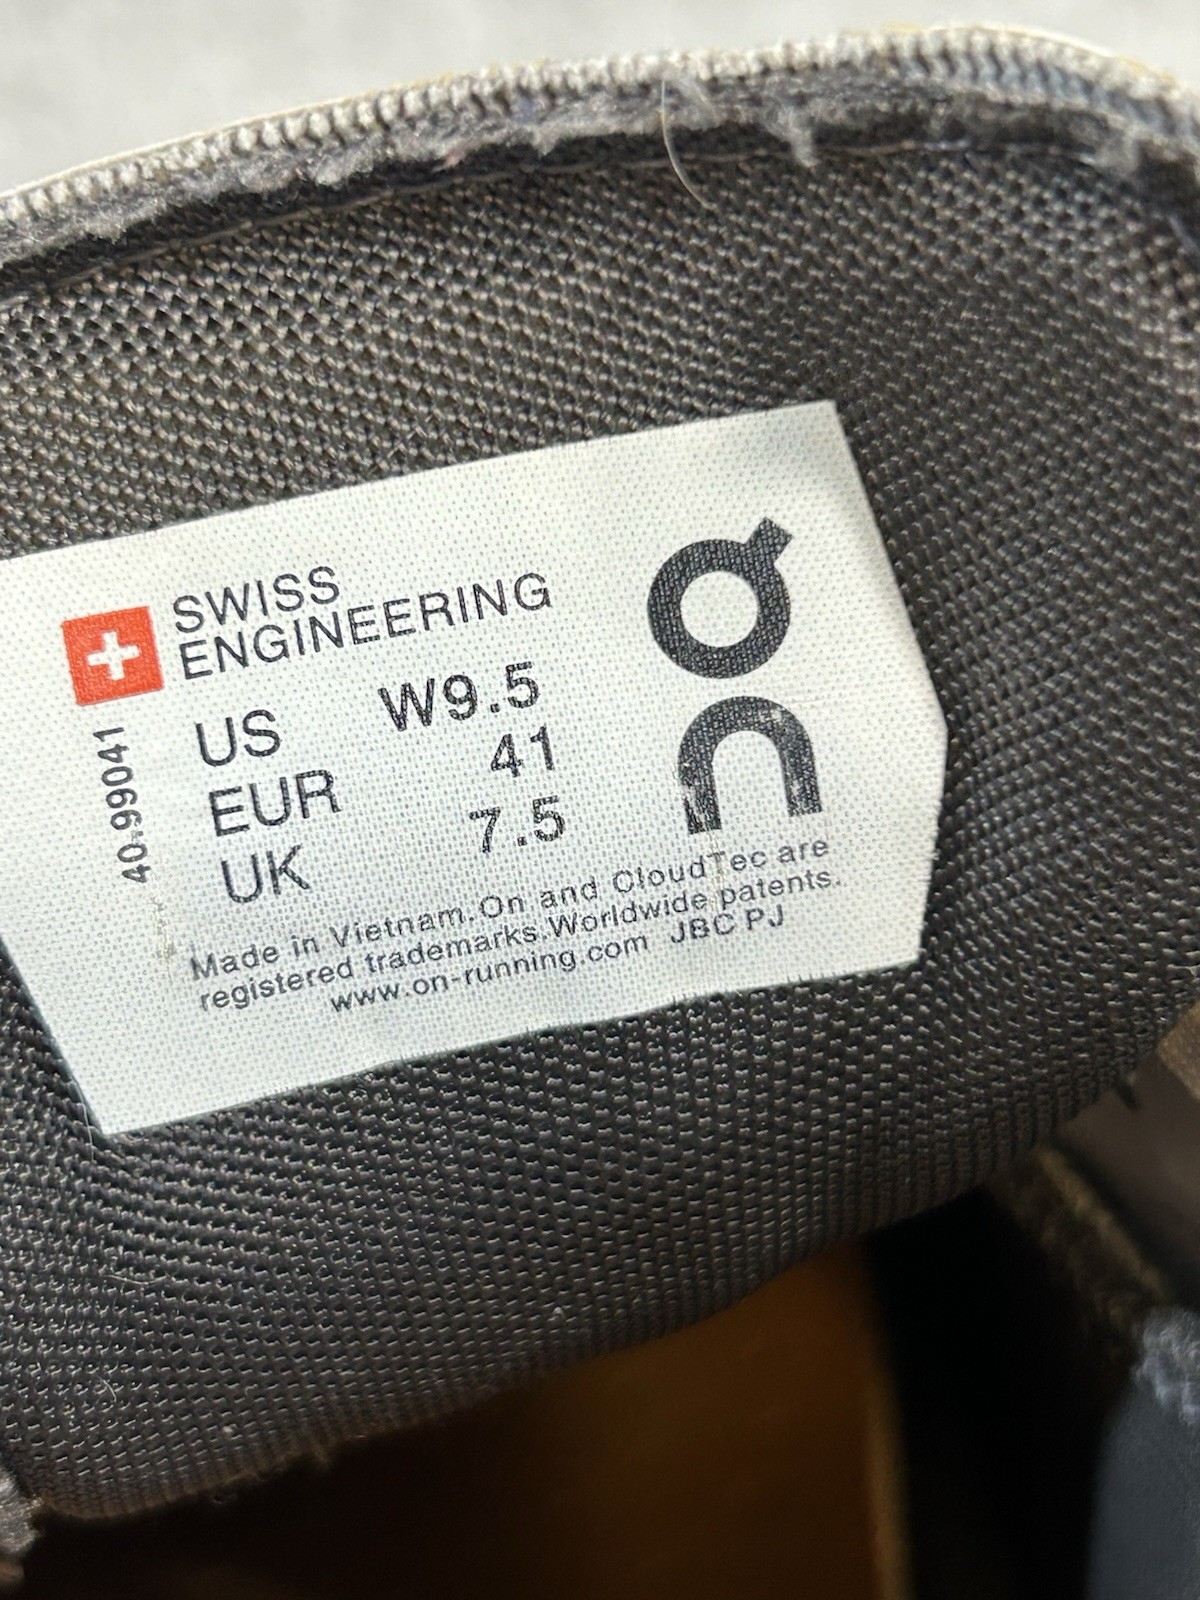 SWISS
ENGINEERING
US W9.5
EUR 41
UK 7.5
40.99041
On
Made in Vietnam.On and CloudTec are
registered trademarks.Worldwide patents.
www.on-running.com JBC PJ